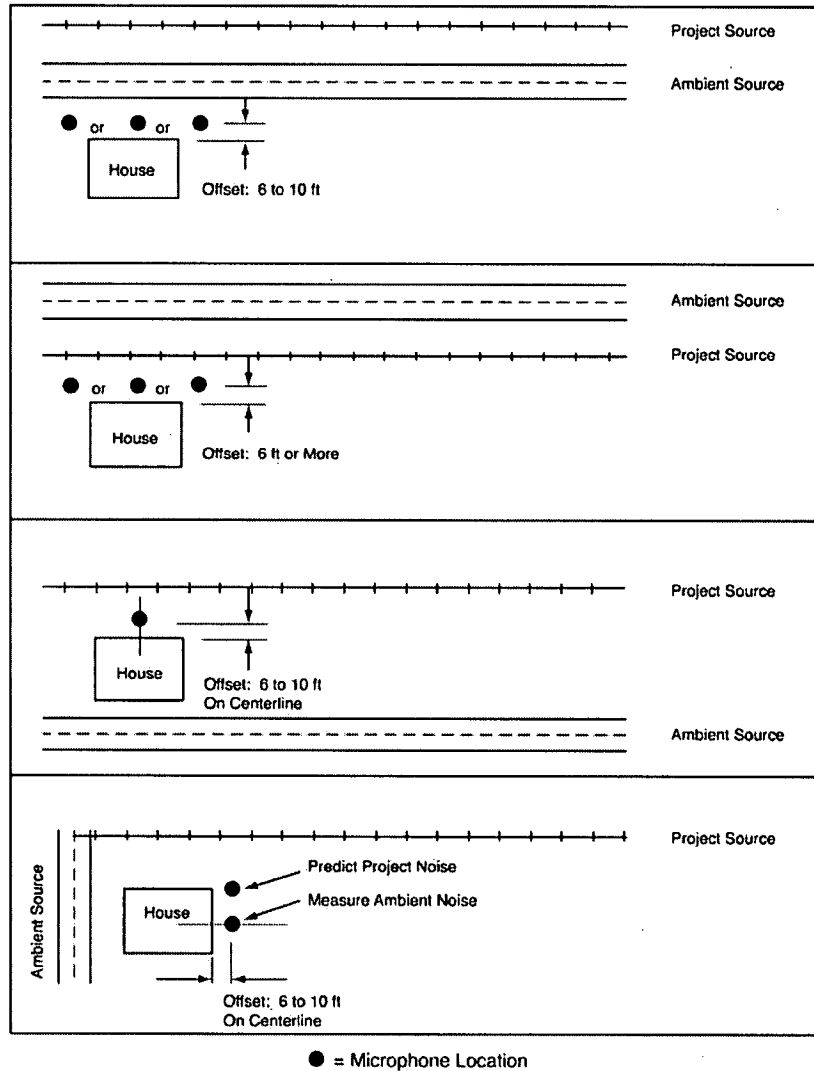 Project Source
Ambient Source
or or
House
Offset: 6 to 10 ft
Ambient Source
Project Source
or or
House
Offset: 6 ft or More
Project Source
House
Offset: 6 to 10 ft
On Centerline
Ambient Source
Project Source
Ambient Source
House
Predict Project Noise
Measure Ambient Noise
Offset: 6 to 10 ft
On Centerline
= Microphone Location